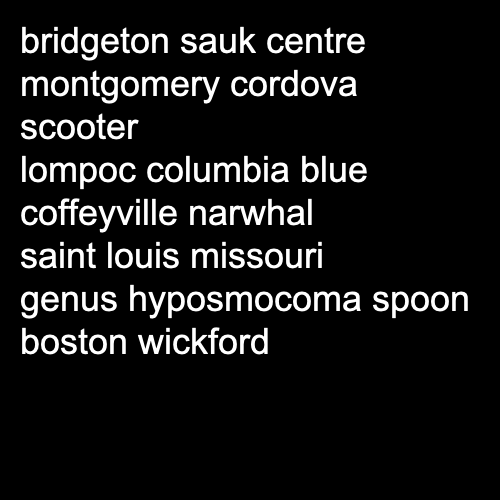 bridgeton sauk centre
montgomery cordova
scooter
lompoc columbia blue
coffeyville narwhal
saint louis missouri
genus hyposmocoma spoon
boston wickford